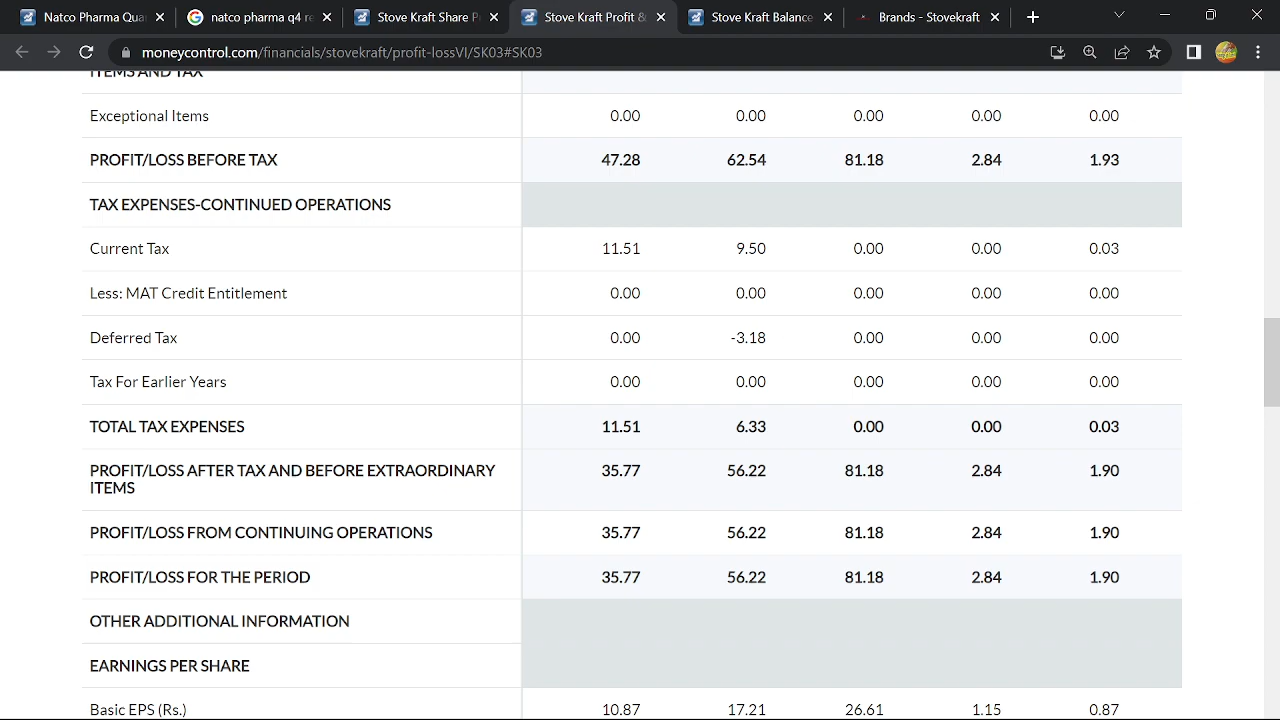 Natco Pharma Qua
natco pharma q4 re
Stove Kraft Share P
Stove Kraft Profit &
Stove Kraft Balance
Brands - Stovekraft
moneycontrol.com/financials/stovekraft/profit-lossVI/SK03#SK03
ITEMS AND TAX
Exceptional Items 0.00 0.00 0.00 0.00 0.00
PROFIT/LOSS BEFORE TAX 47.28 62.54 81.18 2.84 1.93
TAX EXPENSES-CONTINUED OPERATIONS
Current Tax 11.51 9.50 0.00 0.00 0.03
Less: MAT Credit Entitlement 0.00 0.00 0.00 0.00 0.00
Deferred Tax 0.00 -3.18 0.00 0.00 0.00
Tax For Earlier Years 0.00 0.00 0.00 0.00 0.00
TOTAL TAX EXPENSES 11.51 6.33 0.00 0.00 0.03
PROFIT/LOSS AFTER TAX AND BEFORE EXTRAORDINARY 35.77 56.22 81.18 2.84 1.90
ITEMS
PROFIT/LOSS FROM CONTINUING OPERATIONS 35.77 56.22 81.18 2.84 1.90
PROFIT/LOSS FOR THE PERIOD 35.77 56.22 81.18 2.84 1.90
OTHER ADDITIONAL INFORMATION
EARNINGS PER SHARE
Basic EPS (Rs.) 10.87 17.21 26.61 1.15 0.87